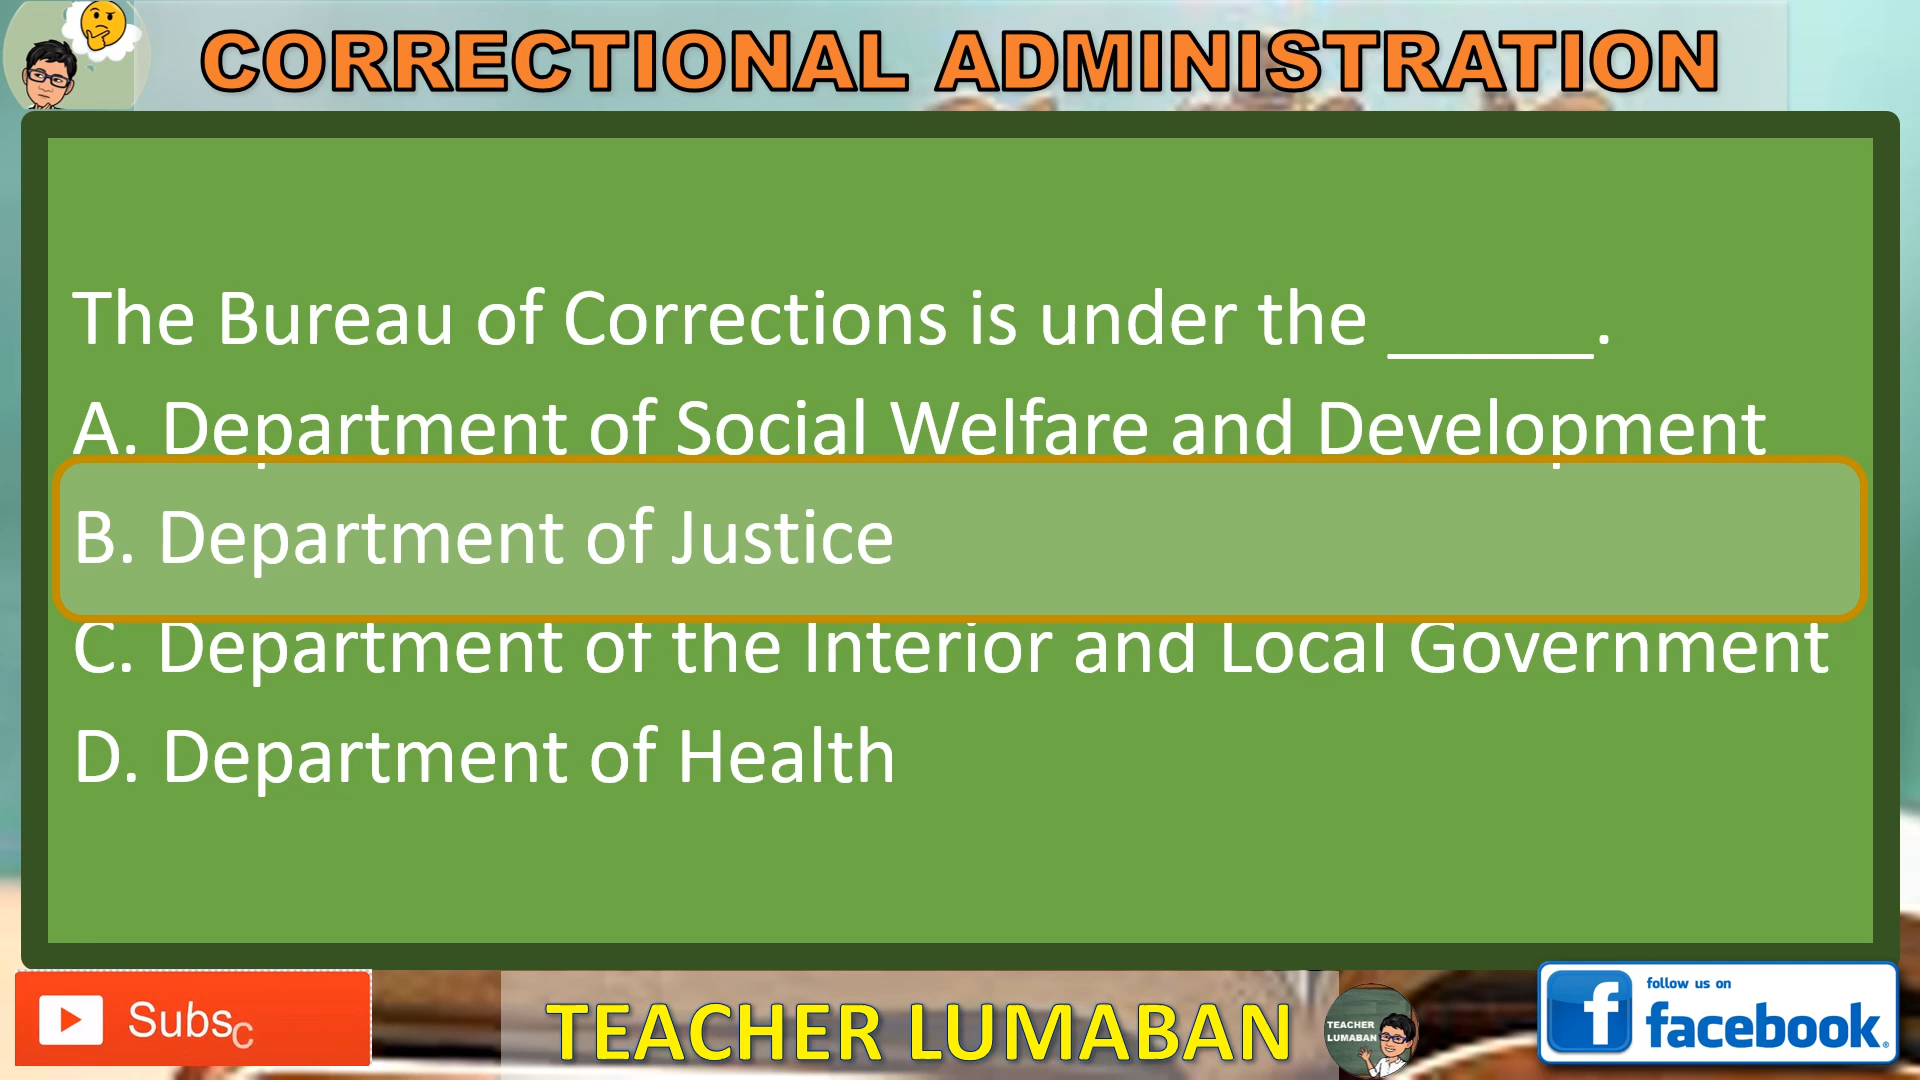 CORRECTIONAL ADMINISTRATION
The Bureau of Corrections is under the ______.
A. Department of Social Welfare and Development
B. Department of Justice
C. Department of the Interior and Local Government
D. Department of Health
Subsc
TEACHER LUMABAN
TEACHER
LUMABAN
follow us on
facebook